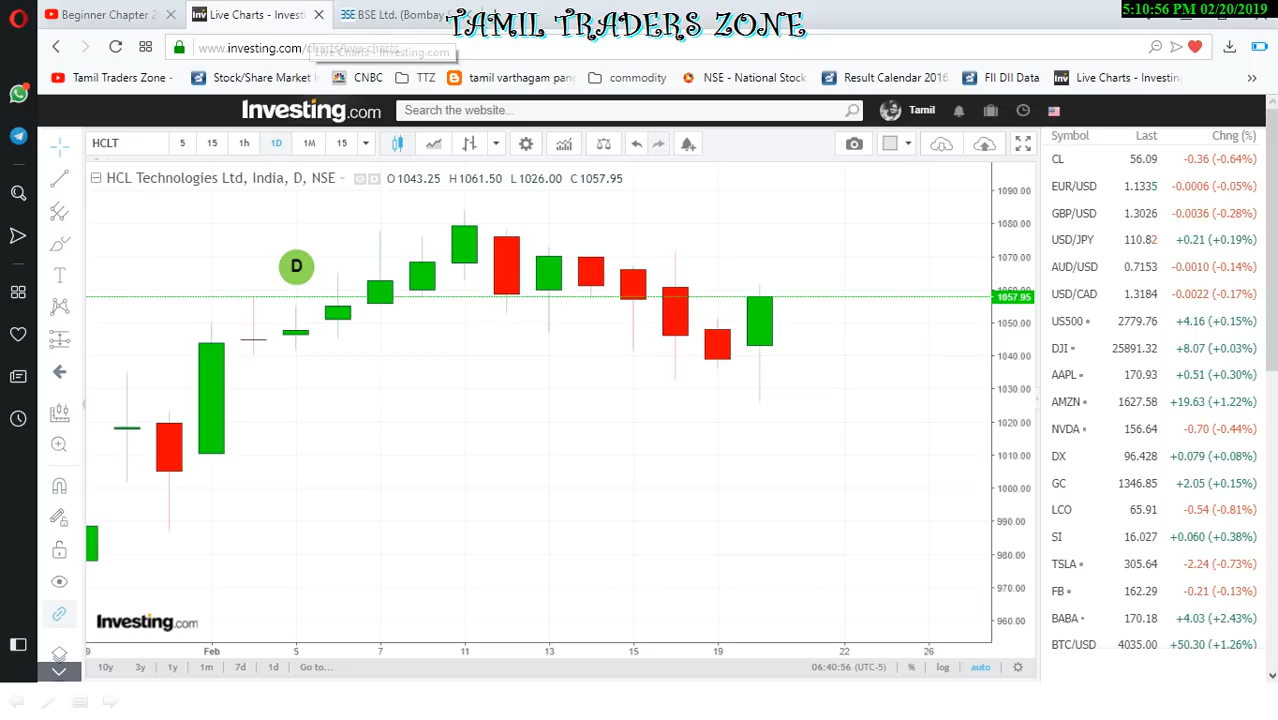 5:10:56 PM 02/20/2019
Beginner Chapter 2
Live Charts - Investi
BSE Ltd. (Bombay
TAMIL TRADERS ZONE
www.investing.com/charts/live-charts
Live Charts - Investing.com
Tamil Traders Zone -
Stock/Share Market
CNBC
TTZ
tamil varthagam pan
commodity
NSE - National Stock
Result Calendar 2016
FII DII Data
Live Charts - Investin
»
Investing.com
Search the website...
Tamil
HCLT
5
15
1h
1D
1M
15
HCL Technologies Ltd, India, D, NSE
O1043.25 H1061.50 L1026.00 C1057.95
D
1090.00
1080.00
1070.00
1057.95
1050.00
1040.00
1030.00
1020.00
1010.00
1000.00
990.00
980.00
970.00
960.00
Investing.com
9 Feb 5 7 11 13 15 19 22 26
10y 3y 1y 1m 7d 1d Go to...
06:40:56 (UTC-5) % log auto
Symbol Last Chng (%)
CL 56.09 -0.36 (-0.64%)
EUR/USD 1.1335 -0.0006 (-0.05%)
GBP/USD 1.3026 -0.0036 (-0.28%)
USD/JPY 110.82 +0.21 (+0.19%)
AUD/USD 0.7153 -0.0010 (-0.14%)
USD/CAD 1.3184 -0.0022 (-0.17%)
US500 2779.76 +4.16 (+0.15%)
DJI 25891.32 +8.07 (+0.03%)
AAPL 170.93 +0.51 (+0.30%)
AMZN 1627.58 +19.63 (+1.22%)
NVDA 156.64 -0.70 (-0.44%)
DX 96.428 +0.079 (+0.08%)
GC 1346.85 +2.05 (+0.15%)
LCO 65.91 -0.54 (-0.81%)
SI 16.027 +0.060 (+0.38%)
TSLA 305.64 -2.24 (-0.73%)
FB 162.29 -0.21 (-0.13%)
BABA 170.18 +4.03 (+2.43%)
BTC/USD 4035.00 +50.30 (+1.26%)